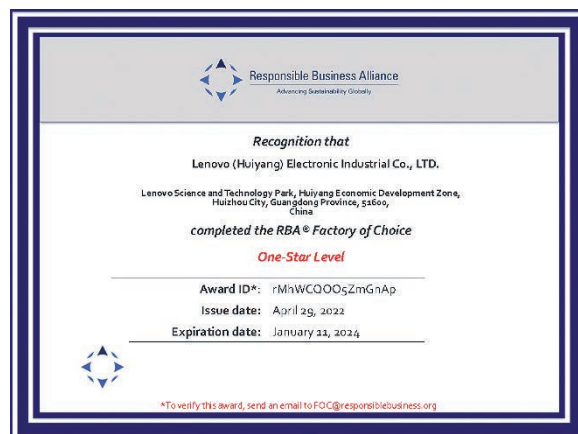 Responsible Business Alliance
Advancing Sustainability Globally
Recognition that
Lenovo (Huiyang) Electronic Industrial Co., LTD.
Lenovo Science and Technology Park, Huiyang Economic Development Zone,
Huizhou City, Guangdong Province, 51600,
China
completed the RBA® Factory of Choice
One-Star Level
Award ID*: rMhWCQOO5ZmGnAp
Issue date: April 29, 2022
Expiration date: January 11, 2024
*To verify this award, send an email to FOC@responsiblebusiness.org